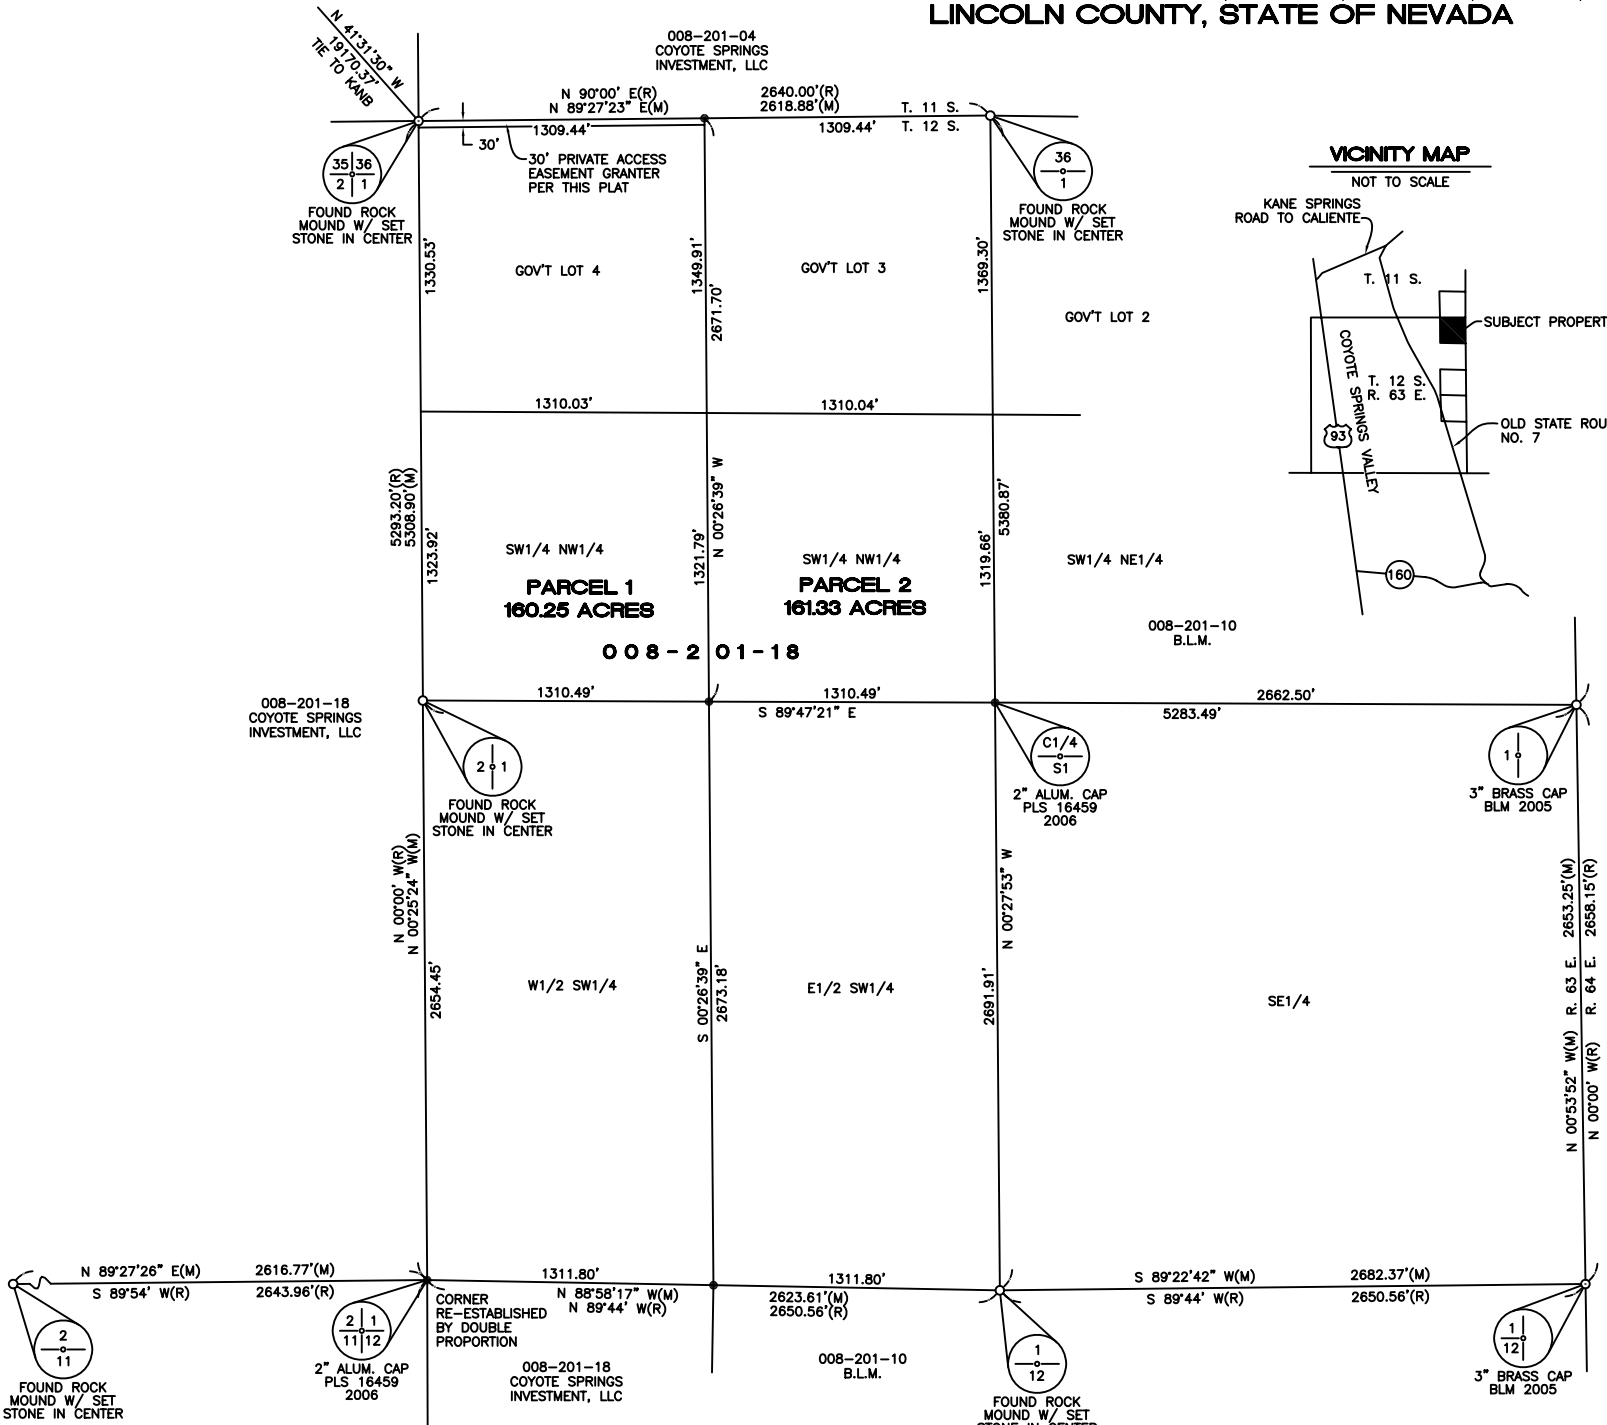 LINCOLN COUNTY, STATE OF NEVADA
N 41°31'30" W
19170.37'
TIE TO KANB
008-201-04
COYOTE SPRINGS
INVESTMENT, LLC
N 90°00' E(R)
N 89°27'23" E(M)
2640.00'(R)
2618.88'(M)
T. 11 S.
T. 12 S.
1309.44'
1309.44'
30'
30' PRIVATE ACCESS
EASEMENT GRANTER
PER THIS PLAT
35 36
2 1
FOUND ROCK
MOUND W/ SET
STONE IN CENTER
36
1
FOUND ROCK
MOUND W/ SET
STONE IN CENTER
VICINITY MAP
NOT TO SCALE
KANE SPRINGS
ROAD TO CALIENTE
T. 11 S.
SUBJECT PROPERT
COYOTE SPRINGS VALLEY
T. 12 S.
R. 63 E.
93
OLD STATE ROU
NO. 7
160
1330.53'
GOV'T LOT 4
1349.91'
2671.70'
GOV'T LOT 3
1369.30'
GOV'T LOT 2
1310.03'
1310.04'
5293.20'(R)
5308.90'(M)
1323.92'
SW1/4 NW1/4
1321.79'
N 00°26'39" W
SW1/4 NW1/4
1319.66'
5380.87'
SW1/4 NE1/4
PARCEL 1
160.25 ACRES
PARCEL 2
161.33 ACRES
008-201-18
008-201-10
B.L.M.
008-201-18
COYOTE SPRINGS
INVESTMENT, LLC
1310.49'
1310.49'
S 89°47'21" E
2662.50'
5283.49'
2 1
FOUND ROCK
MOUND W/ SET
STONE IN CENTER
C1/4
S1
2" ALUM. CAP
PLS 16459
2006
1
3" BRASS CAP
BLM 2005
N 00°00' W(R)
N 00°25'24" W(M)
2654.45'
W1/2 SW1/4
S 00°26'39" E
2673.18'
E1/2 SW1/4
2691.91'
N 00°27'53" W
SE1/4
N 00°53'52" W(M) R. 63 E. 2653.25'(M)
N 00°00' W(R) R. 64 E. 2658.15'(R)
N 89°27'26" E(M) 2616.77'(M)
S 89°54' W(R) 2643.96'(R)
2
11
FOUND ROCK
MOUND W/ SET
STONE IN CENTER
2 1
11 12
2" ALUM. CAP
PLS 16459
2006
CORNER
RE-ESTABLISHED
BY DOUBLE
PROPORTION
1311.80'
N 88°58'17" W(M)
N 89°44' W(R)
1311.80'
2623.61'(M)
2650.56'(R)
008-201-18
COYOTE SPRINGS
INVESTMENT, LLC
008-201-10
B.L.M.
1
12
FOUND ROCK
MOUND W/ SET
STONE IN CENTER
S 89°22'42" W(M) 2682.37'(M)
S 89°44' W(R) 2650.56'(R)
1
12
3" BRASS CAP
BLM 2005